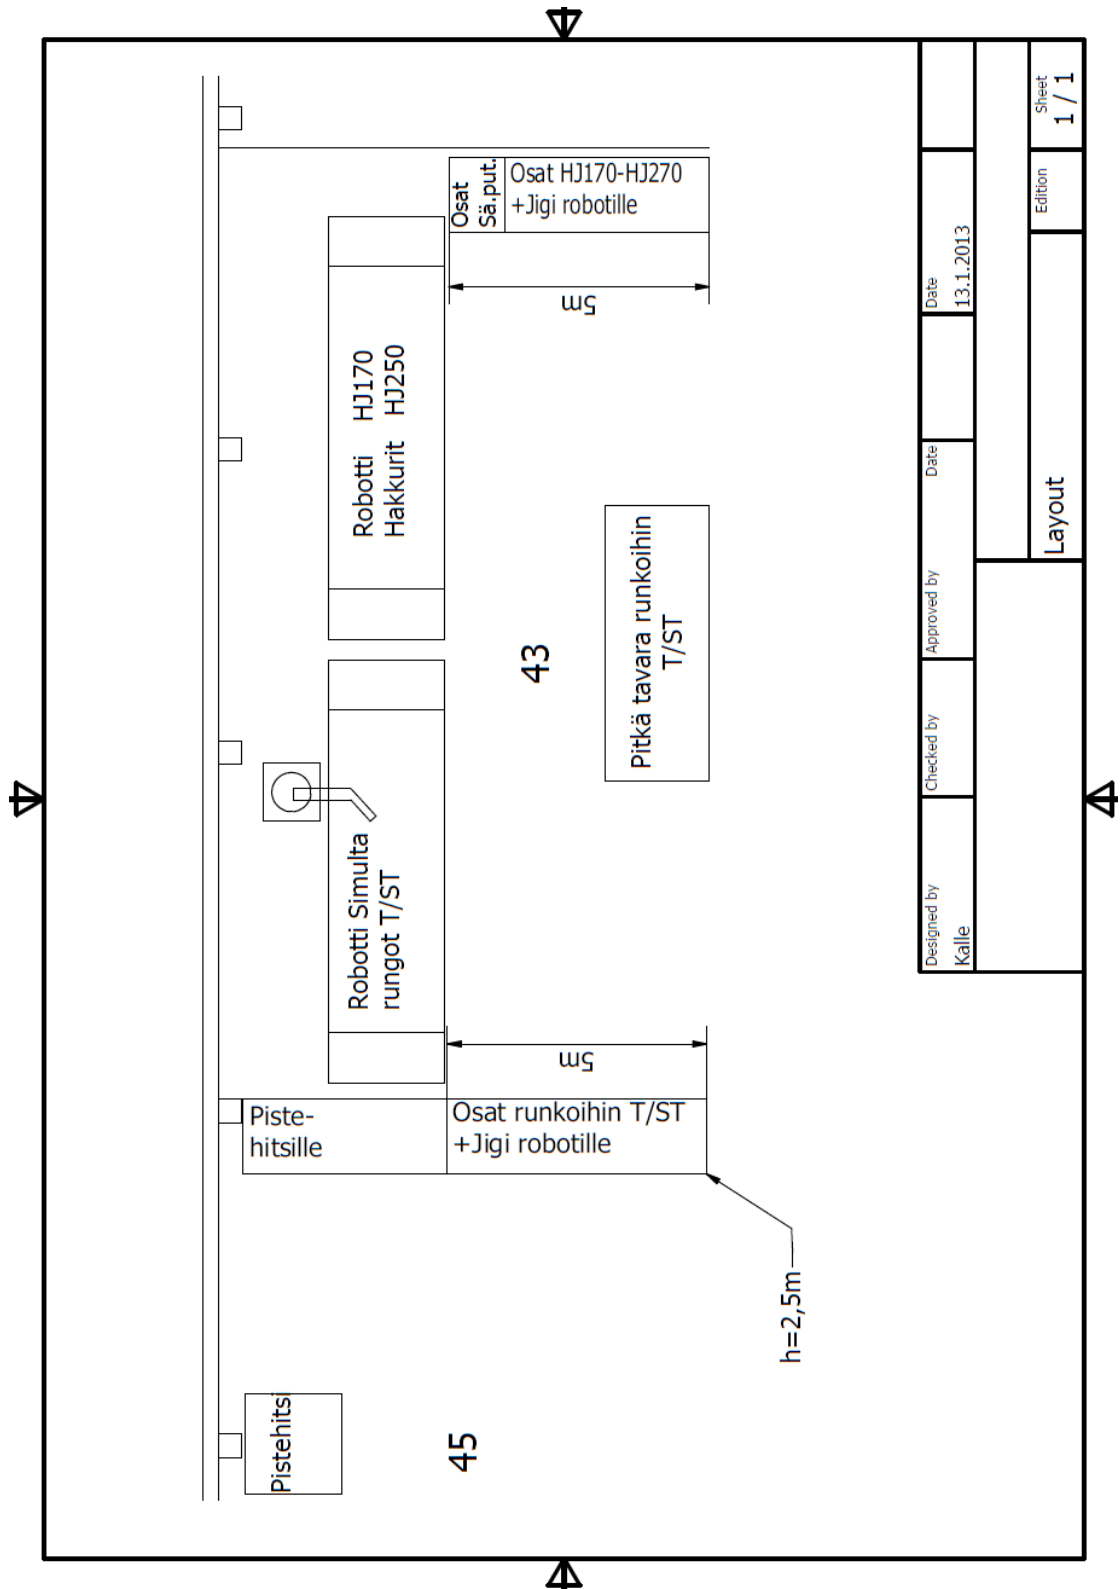 Pistehitsi
45
h=2,5m
Piste-
hitsille
Osat runkoihin T/ST
+Jigi robotille
5m
Robotti Simulta
rungot T/ST
43
Pitkä tavara runkoihin
T/ST
Robotti HJ170
Hakkurit HJ250
5m
Osat
Sä.put.
Osat HJ170-HJ270
+Jigi robotille
Designed by
Kalle
Checked by
Approved by
Date
Date
13.1.2013
Layout
Edition
Sheet
1 / 1